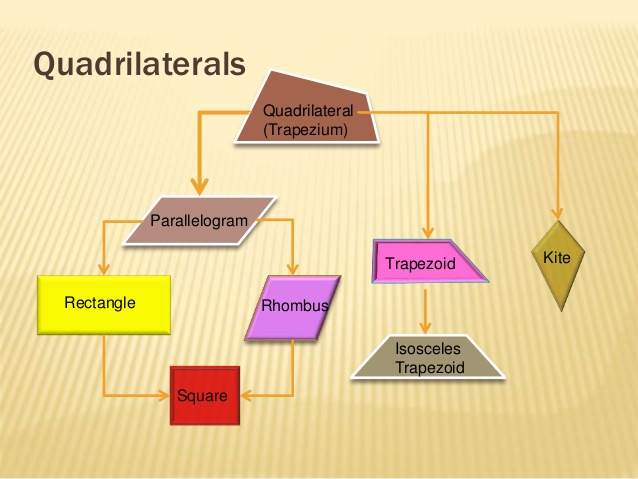 Quadrilaterals
Quadrilateral
(Trapezium)
Parallelogram
Trapezoid
Kite
Rectangle
Rhombus
Isosceles
Trapezoid
Square